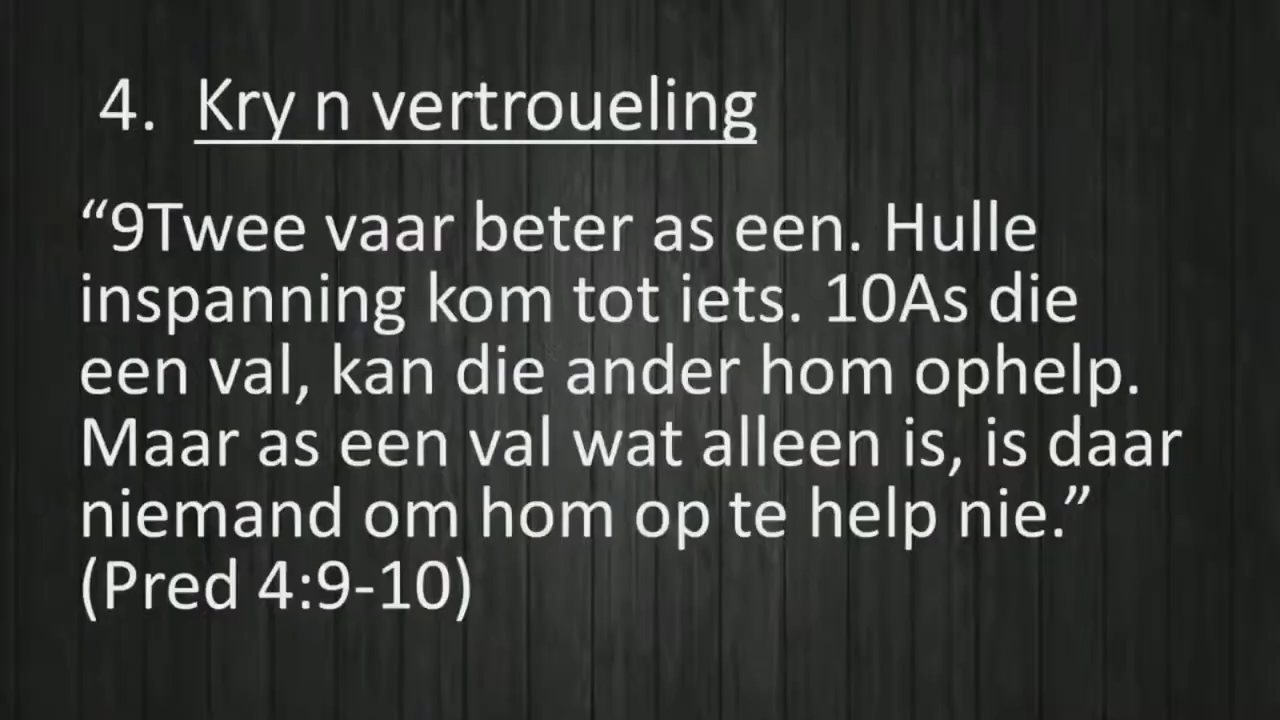 4. Kry n vertroueling
“9Twee vaar beter as een. Hulle
inspanning kom tot iets. 10As die
een val, kan die ander hom ophelp.
Maar as een val wat alleen is, is daar
niemand om hom op te help nie.”
(Pred 4:9-10)